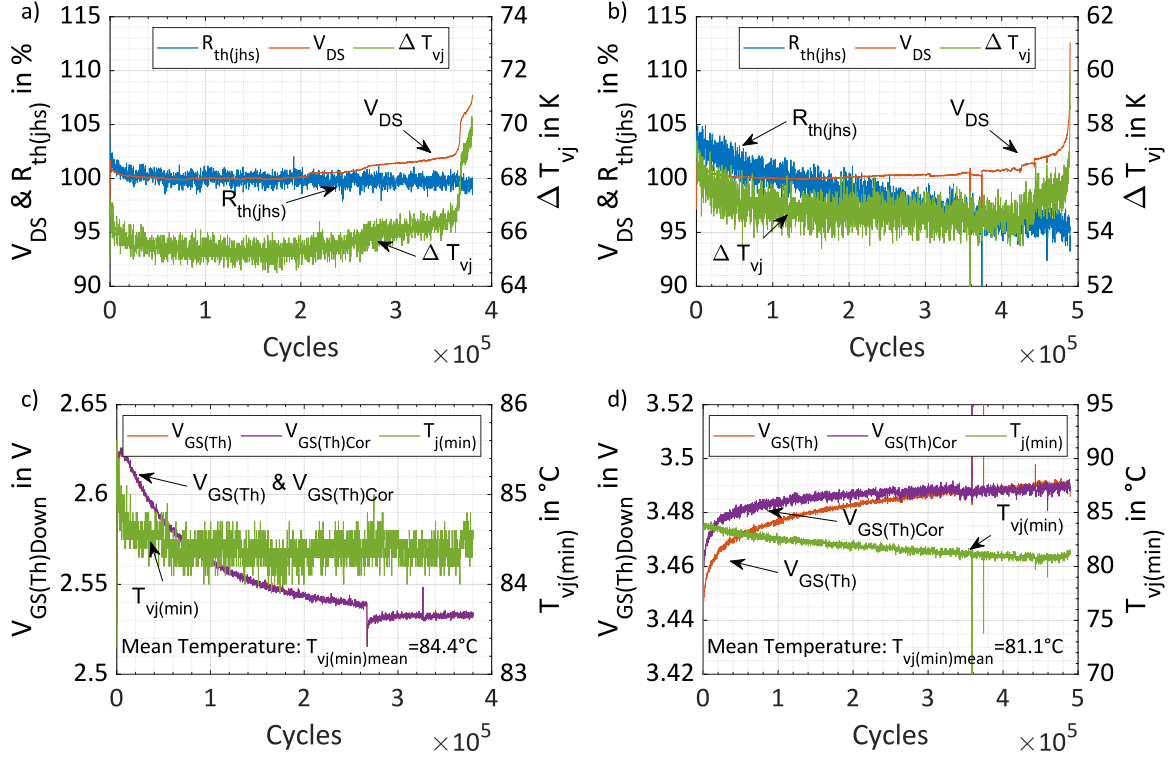 a)
R_th(jhs) V_DS Δ T_vj
V_DS
R_th(jhs)
Δ T_vj
V_DS & R_th(jhs) in %
115
110
105
100
95
90
Δ T_vj in K
74
72
70
68
66
64
0 1 2 3 4
Cycles
×10^5
b)
R_th(jhs) V_DS Δ T_vj
R_th(jhs)
V_DS
Δ T_vj
V_DS & R_th(jhs) in %
115
110
105
100
95
90
Δ T_vj in K
62
60
58
56
54
52
0 1 2 3 4 5
Cycles
×10^5
c)
V_GS(Th) V_GS(Th)Cor T_j(min)
V_GS(Th) & V_GS(Th)Cor
T_vj(min)
Mean Temperature: T_vj(min)mean =84.4°C
V_GS(Th)Down in V
2.65
2.6
2.55
2.5
T_vj(min) in °C
86
85
84
83
0 1 2 3 4
Cycles
×10^5
d)
V_GS(Th) V_GS(Th)Cor T_j(min)
T_vj(min)
V_GS(Th)Cor
V_GS(Th)
Mean Temperature: T_vj(min)mean =81.1°C
V_GS(Th)Down in V
3.52
3.5
3.48
3.46
3.44
3.42
T_vj(min) in °C
95
90
85
80
75
70
0 1 2 3 4 5
Cycles
×10^5